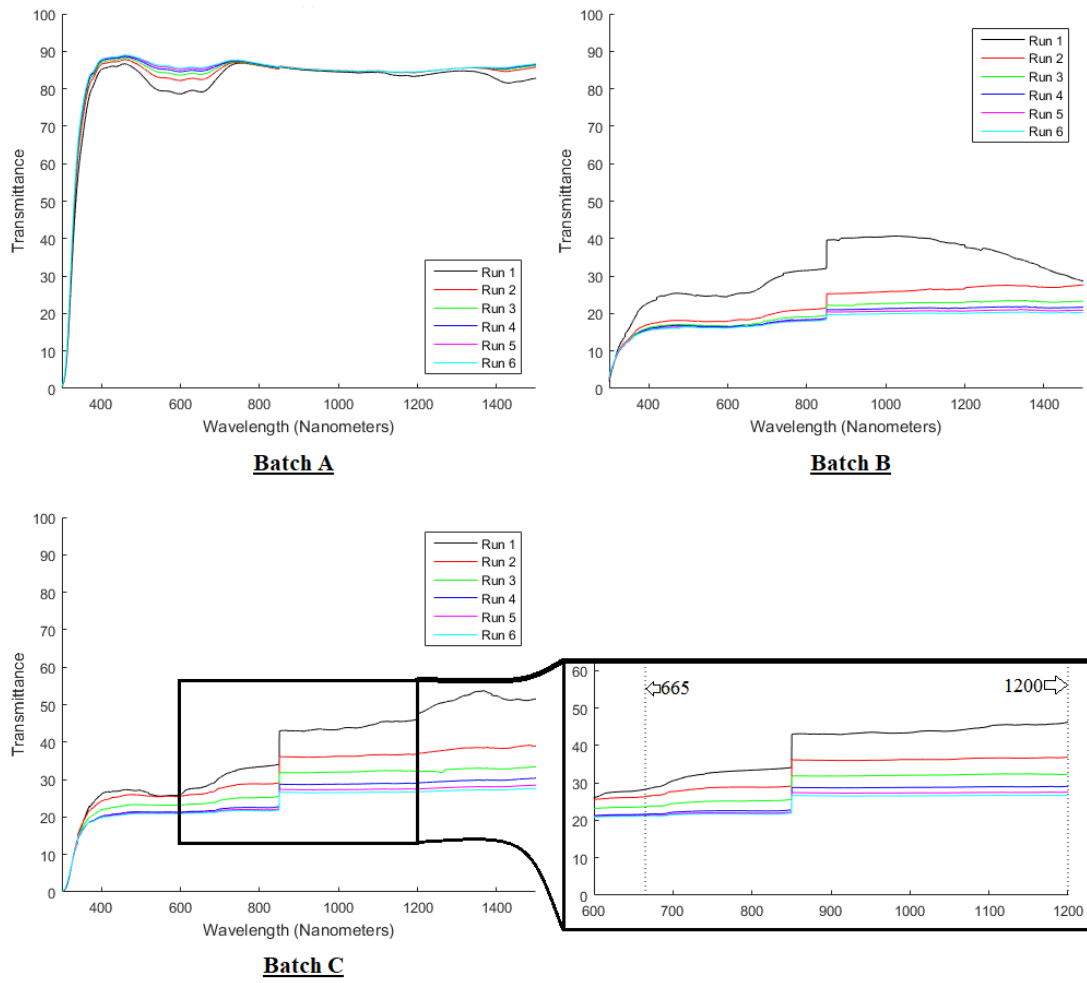 100
90
80
70
60
50
40
30
20
10
0
Transmittance
Run 1
Run 2
Run 3
Run 4
Run 5
Run 6
400 600 800 1000 1200 1400
Wavelength (Nanometers)
Batch A
100
90
80
70
60
50
40
30
20
10
0
Transmittance
Run 1
Run 2
Run 3
Run 4
Run 5
Run 6
400 600 800 1000 1200 1400
Wavelength (Nanometers)
Batch B
100
90
80
70
60
50
40
30
20
10
0
Transmittance
Run 1
Run 2
Run 3
Run 4
Run 5
Run 6
400 600 800 1000 1200 1400
Wavelength (Nanometers)
Batch C
60
50
40
30
20
10
0
665
1200
600 700 800 900 1000 1100 1200